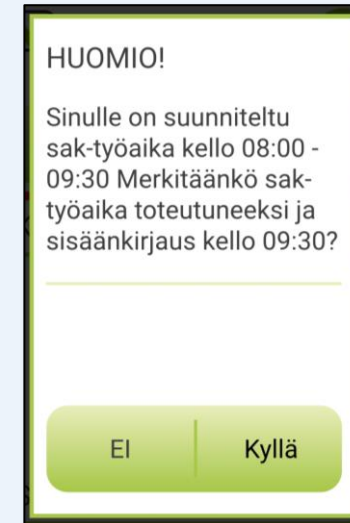 HUOMIO!
Sinulle on suunniteltu
sak-työaika kello 08:00 -
09:30 Merkitäänkö sak-
työaika toteutuneeksi ja
sisäänkirjaus kello 09:30?
EI
Kyllä